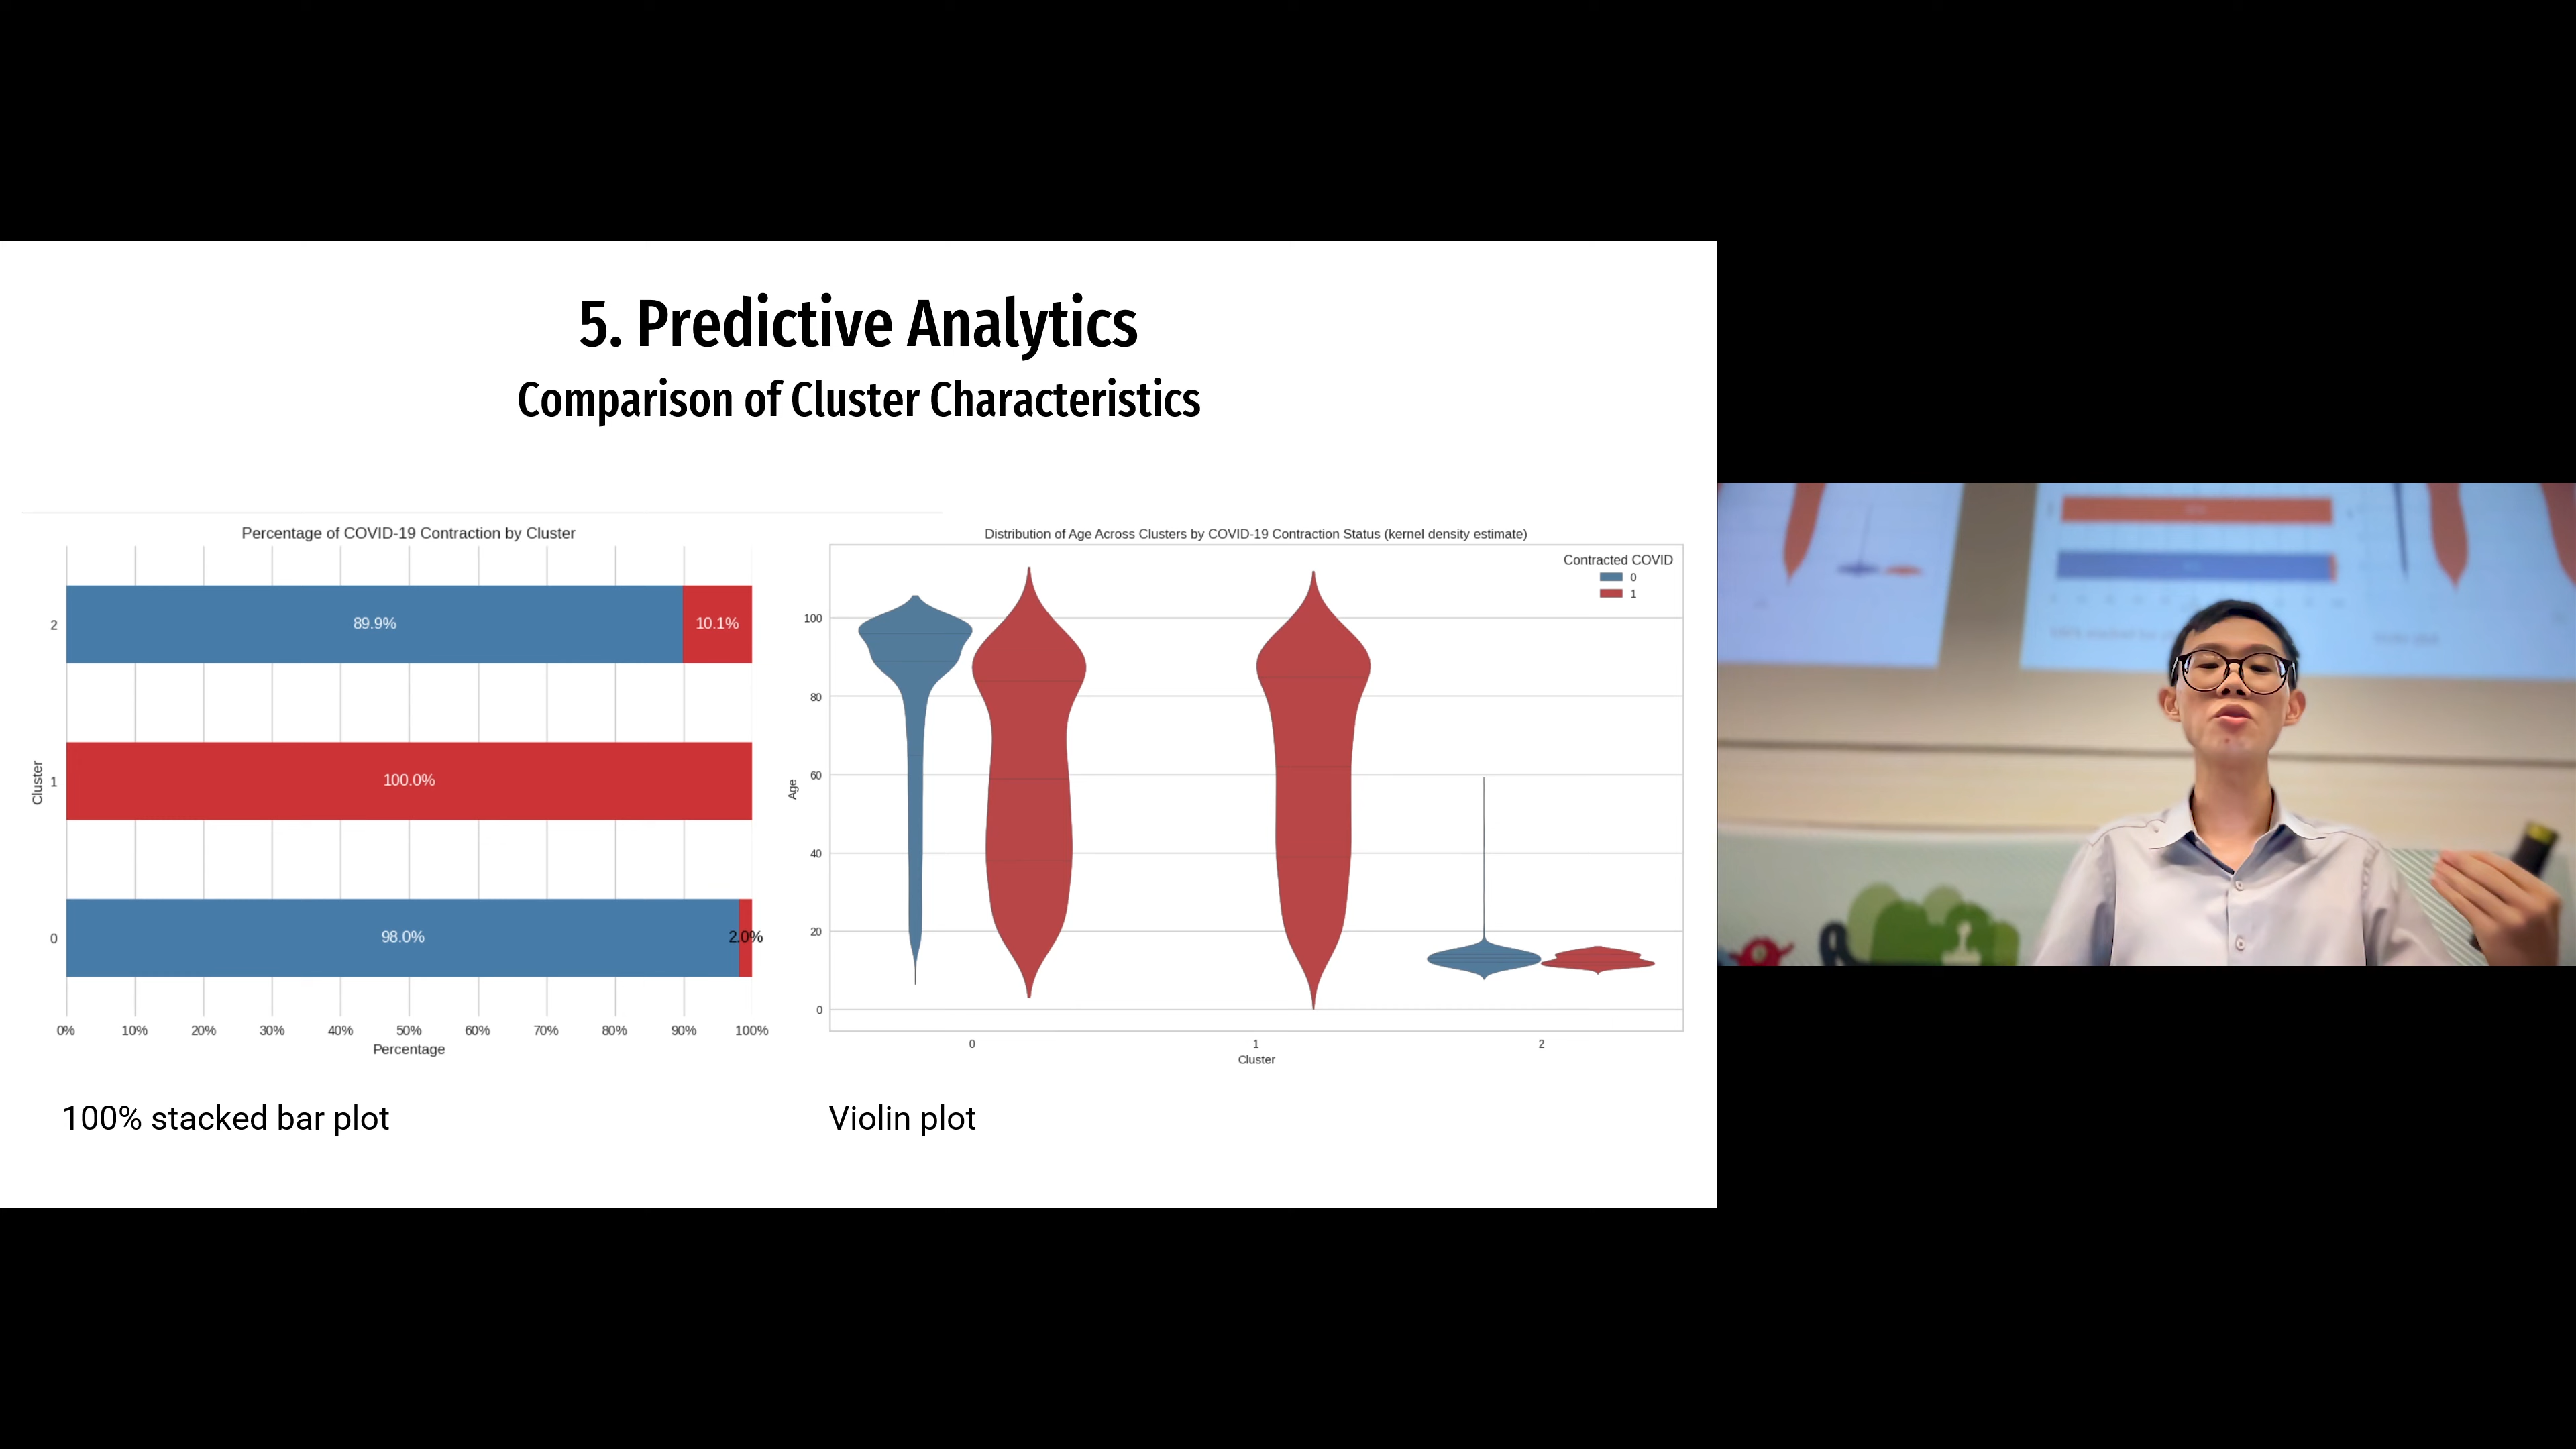 5. Predictive Analytics
Comparison of Cluster Characteristics
Percentage of COVID-19 Contraction by Cluster
2
89.9%
10.1%
Cluster
1
100.0%
0
98.0%
2.0%
0%
10%
20%
30%
40%
50%
60%
70%
80%
90%
100%
Percentage
100% stacked bar plot
Distribution of Age Across Clusters by COVID-19 Contraction Status (kernel density estimate)
Contracted COVID
0
1
100
80
60
40
20
0
Age
0
1
2
Cluster
Violin plot